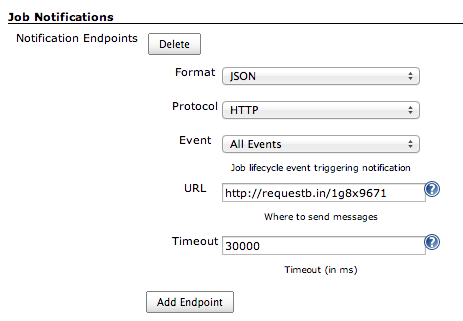 Job Notifications
Notification Endpoints Delete
Format JSON
Protocol HTTP
Event All Events
Job lifecycle event triggering notification
URL http://requestb.in/1g8x9671 ?
Where to send messages
Timeout 30000 ?
Timeout (in ms)
Add Endpoint